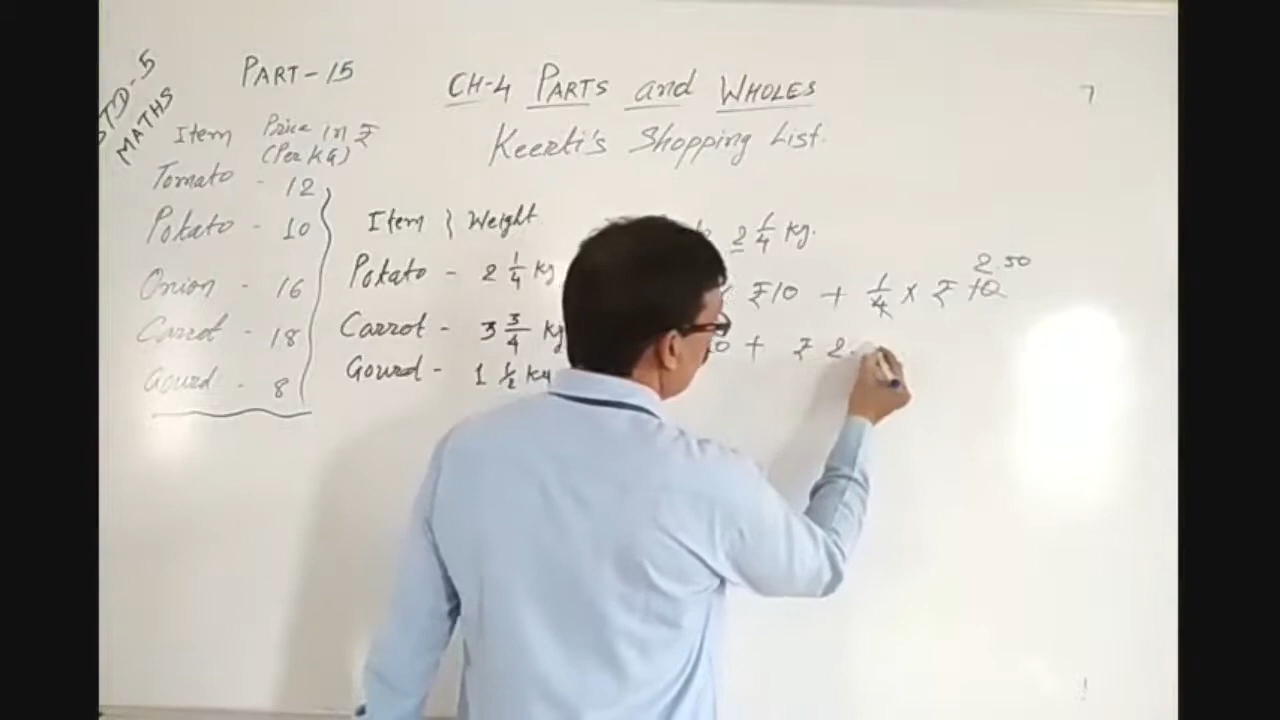 STD-5
MATHS
PART-15
CH-4 PARTS and WHOLES
7
Keerti's Shopping List.
Item Price in ₹
(Per KG)
Tomato - 12
Potato - 10
Onion - 16
Carrot - 18
Gourd - 8
Item } Weight
Potato - 2 1/4 kg
Carrot - 3 3/4 kg
Gourd - 1 1/2 KG
2 1/4 kg.
2.50
₹10 + 1/4 × ₹ 10
0 + ₹ 2.